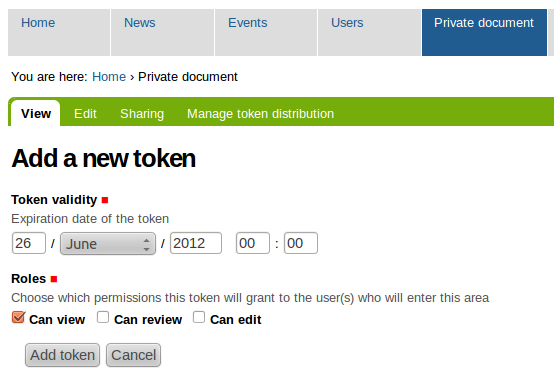 Home News Events Users Private document
You are here: Home › Private document
View Edit Sharing Manage token distribution
Add a new token
Token validity
Expiration date of the token
26 / June / 2012 00 : 00
Roles
Choose which permissions this token will grant to the user(s) who will enter this area
Can view Can review Can edit
Add token Cancel